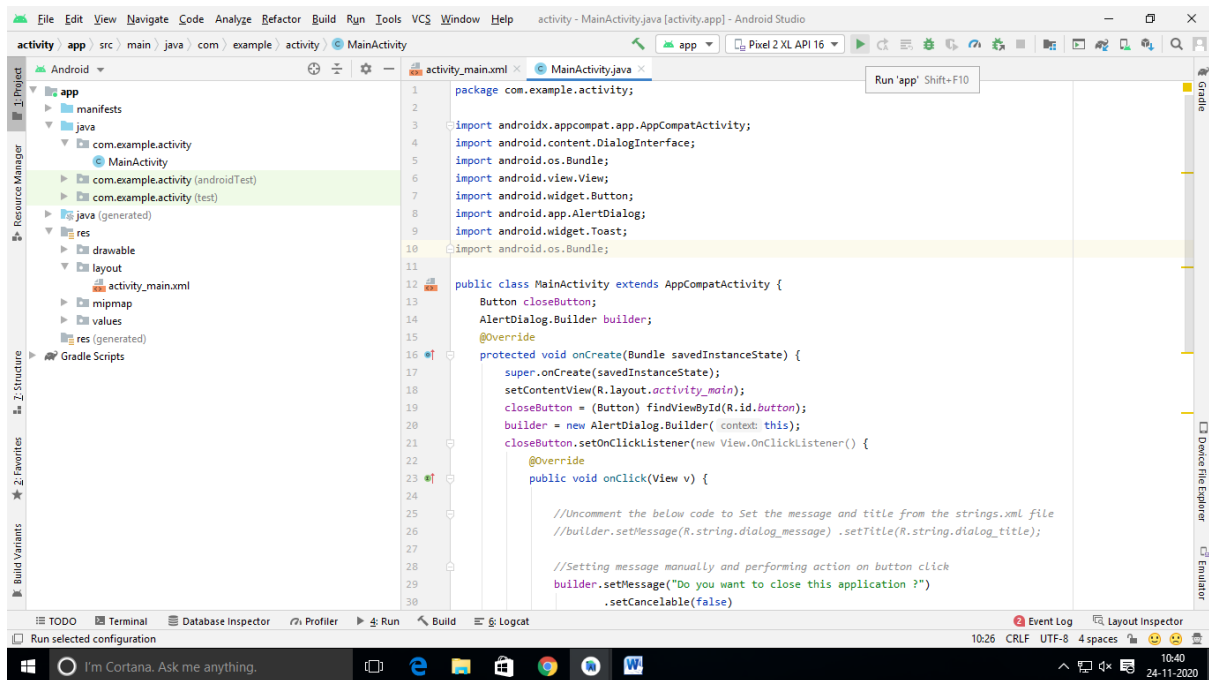 File Edit View Navigate Code Analyze Refactor Build Run Tools VCS Window Help activity - MainActivity.java [activity.app] - Android Studio
activity app src main java com example activity MainActivity app Pixel 2 XL API 16
Android activity_main.xml MainActivity.java
Run 'app' Shift+F10
1: Project
Resource Manager
7: Structure
2: Favorites
Build Variants
app
manifests
java
com.example.activity
MainActivity
com.example.activity (androidTest)
com.example.activity (test)
java (generated)
res
drawable
layout
activity_main.xml
mipmap
values
res (generated)
Gradle Scripts
1 package com.example.activity;
2
3 import androidx.appcompat.app.AppCompatActivity;
4 import android.content.DialogInterface;
5 import android.os.Bundle;
6 import android.view.View;
7 import android.widget.Button;
8 import android.app.AlertDialog;
9 import android.widget.Toast;
10 import android.os.Bundle;
11
12 public class MainActivity extends AppCompatActivity {
13 Button closeButton;
14 AlertDialog.Builder builder;
15 @Override
16 protected void onCreate(Bundle savedInstanceState) {
17 super.onCreate(savedInstanceState);
18 setContentView(R.layout.activity_main);
19 closeButton = (Button) findViewById(R.id.button);
20 builder = new AlertDialog.Builder( context: this);
21 closeButton.setOnClickListener(new View.OnClickListener() {
22 @Override
23 public void onClick(View v) {
24
25 //Uncomment the below code to Set the message and title from the strings.xml file
26 //builder.setMessage(R.string.dialog_message) .setTitle(R.string.dialog_title);
27
28 //Setting message manually and performing action on button click
29 builder.setMessage("Do you want to close this application ?")
30 .setCancelable(false)
Gradle
Device File Explorer
Emulator
TODO Terminal Database Inspector Profiler 4: Run Build 6: Logcat 2 Event Log Layout Inspector
Run selected configuration 10:26 CRLF UTF-8 4 spaces
I'm Cortana. Ask me anything. W 10:40
24-11-2020